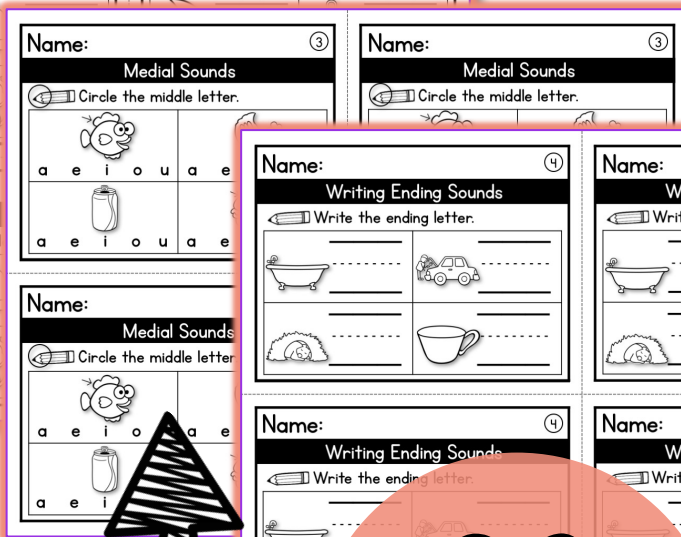 Name: 3
Medial Sounds
Circle the middle letter.
a e i o u a e
a e i o u a e
Name: 3
Medial Sounds
Circle the middle letter.
Name: 4
Writing Ending Sounds
Write the ending letter.
Name:
W
Writ
Name:
Medial Sounds
Circle the middle letter
a e i o a e
a e i
Name: 4
Writing Ending Sounds
Write the ending letter.
Name:
W
Writ